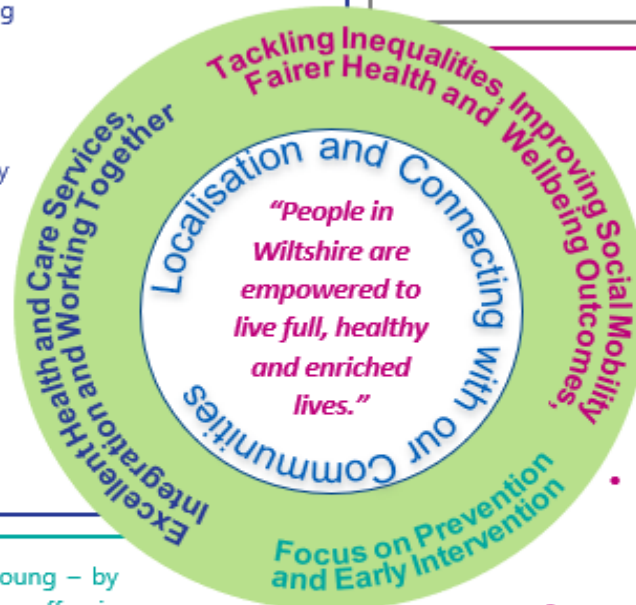 ng
y
Tackling Inequalities, Improving Social Mobility
Fairer Health and Wellbeing Outcomes,
Excellent Health and Care Services,
Integration and Working Together
Localisation and Connecting with our Communities
“People in
Wiltshire are
empowered to
live full, healthy
and enriched
lives.”
Focus on Prevention
and Early Intervention
oung – by